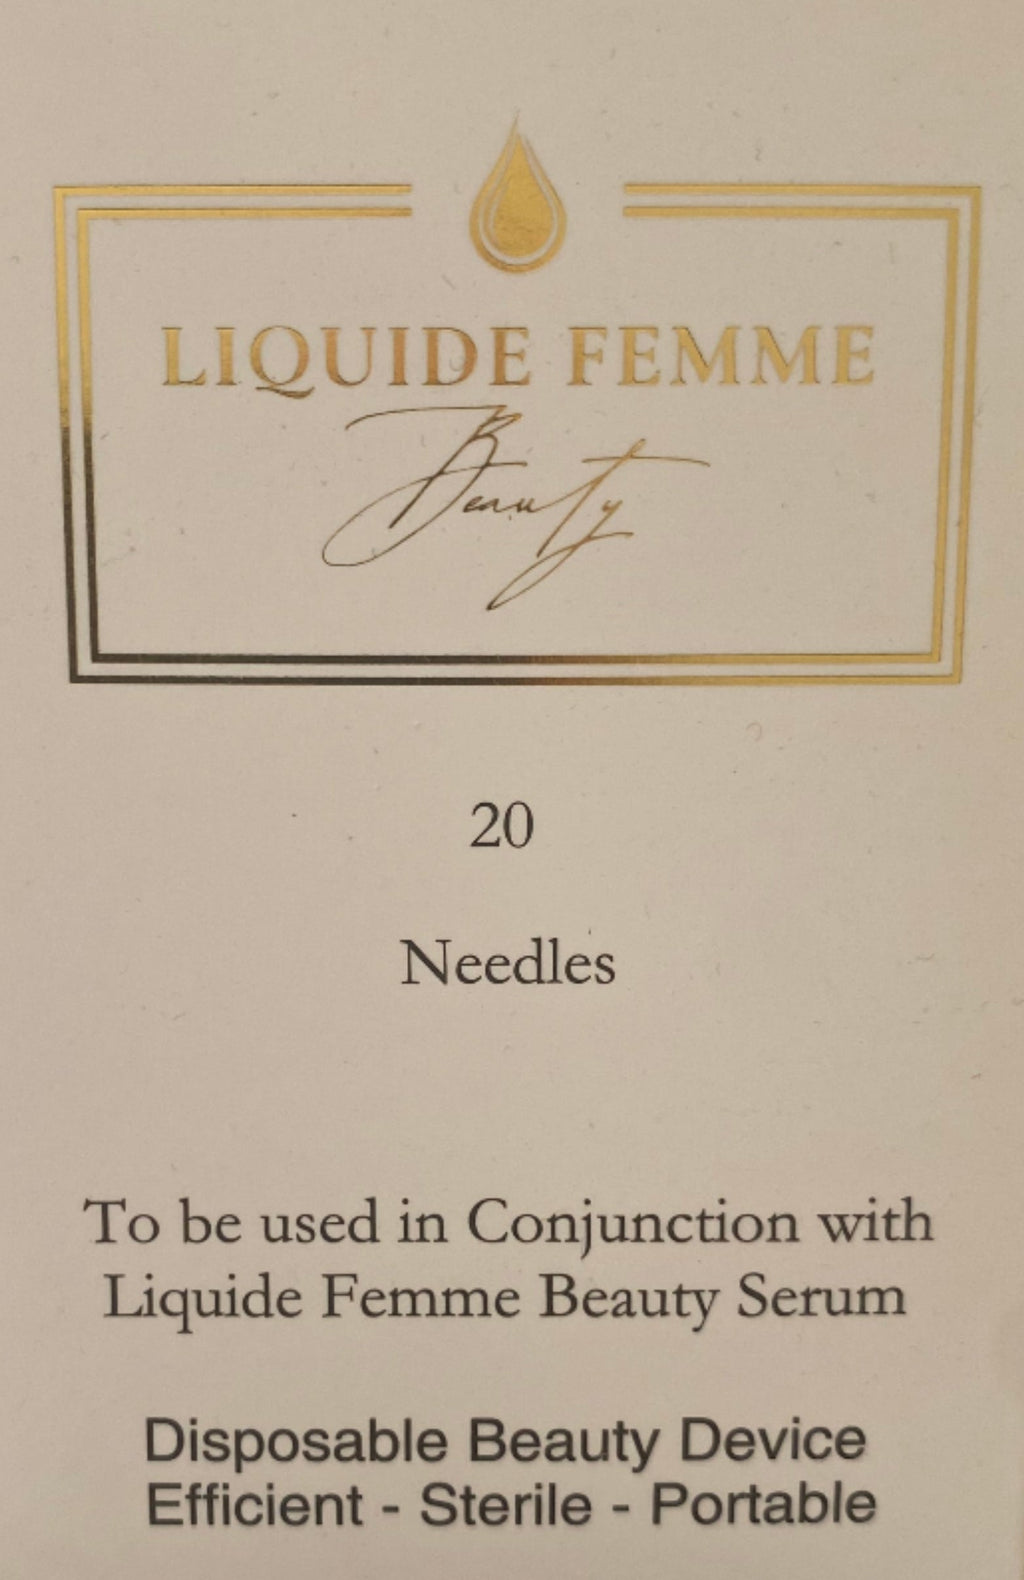 LIQUIDE FEMME
Beauty
20
Needles
To be used in Conjunction with
Liquide Femme Beauty Serum
Disposable Beauty Device
Efficient - Sterile - Portable